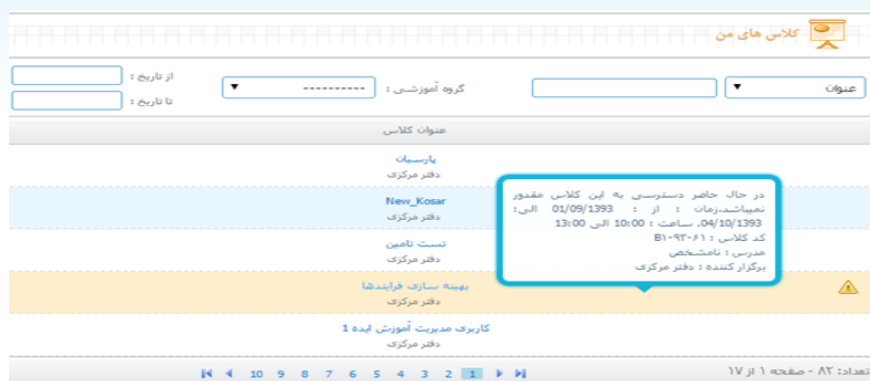 کلاس های من
عنوان
گروه آموزشی : ----------
از تاریخ :
تا تاریخ :
عنوان کلاس
پارسیان
دفتر مرکزی
New_Kosar
دفتر مرکزی
تست تامین
دفتر مرکزی
بهینه سازی فرایندها
دفتر مرکزی
کاربری مدیریت آموزش ایده 1
دفتر مرکزی
در حال حاضر دسترسی به این کلاس مقدور
نمیباشد.زمان : از : 01/09/1393 الی:
04/10/1393, ساعت : 10:00 الی 13:00
کد کلاس : B۱-۹۳-۶۱
مدرس : نامشخص
برگزار کننده : دفتر مرکزی
تعداد: ۸۲ - صفحه ۱ از ۱۷
1 2 3 4 5 6 7 8 9 10